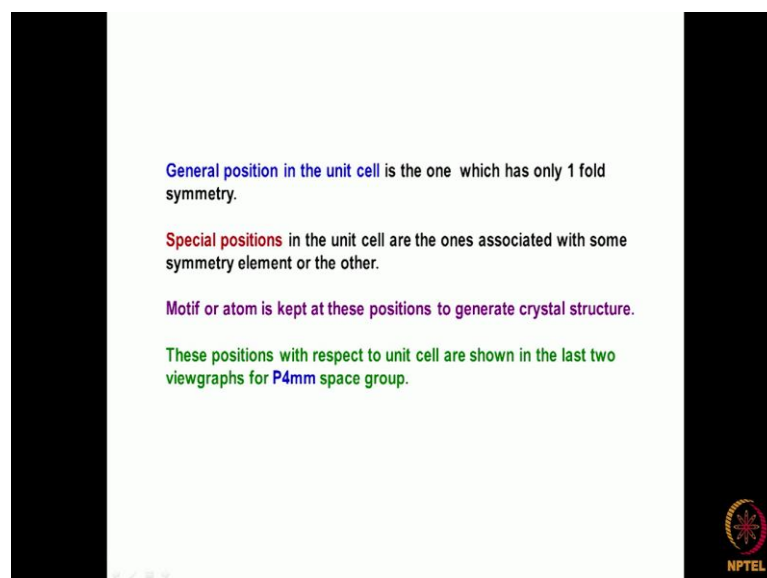 General position in the unit cell is the one which has only 1 fold
symmetry.
Special positions in the unit cell are the ones associated with some
symmetry element or the other.
Motif or atom is kept at these positions to generate crystal structure.
These positions with respect to unit cell are shown in the last two
viewgraphs for P4mm space group.
NPTEL